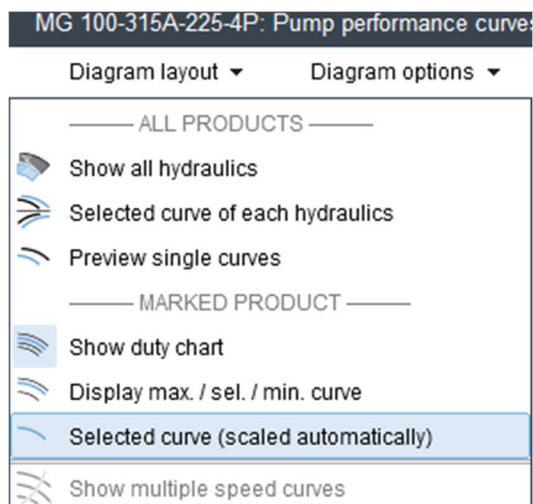 MG 100-315A-225-4P: Pump performance curves
Diagram layout Diagram options
ALL PRODUCTS
Show all hydraulics
Selected curve of each hydraulics
Preview single curves
MARKED PRODUCT
Show duty chart
Display max. / sel. / min. curve
Selected curve (scaled automatically)
Show multiple speed curves